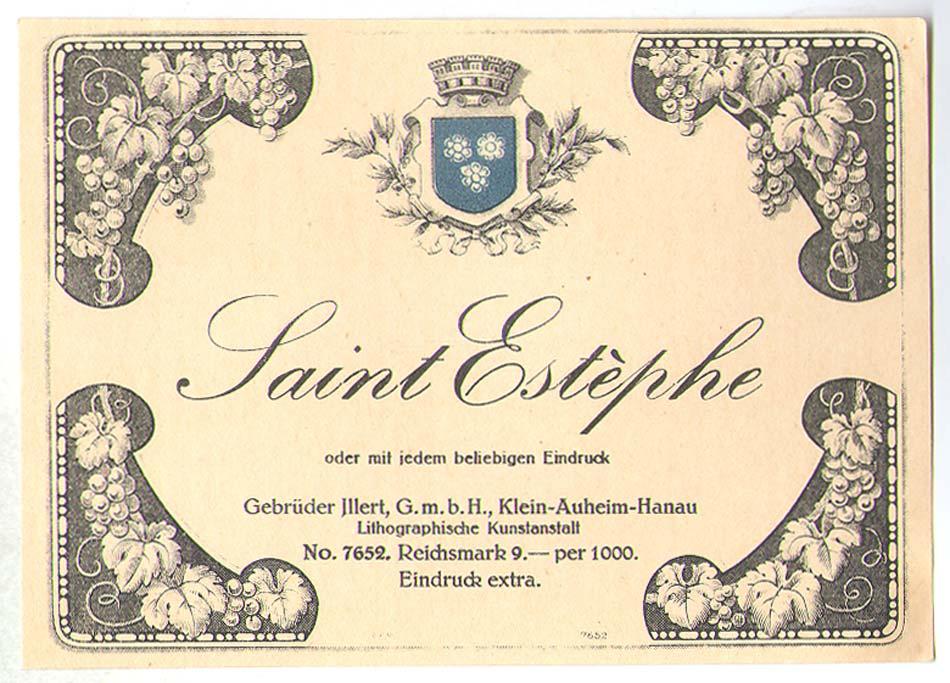 Saint Estèphe
oder mit jedem beliebigen Eindruck
Gebrüder Jllert, G.m.b.H., Klein-Auheim-Hanau
Lithographische Kunstanstalt
No. 7652. Reichsmark 9.— per 1000.
Eindruck extra.
7652